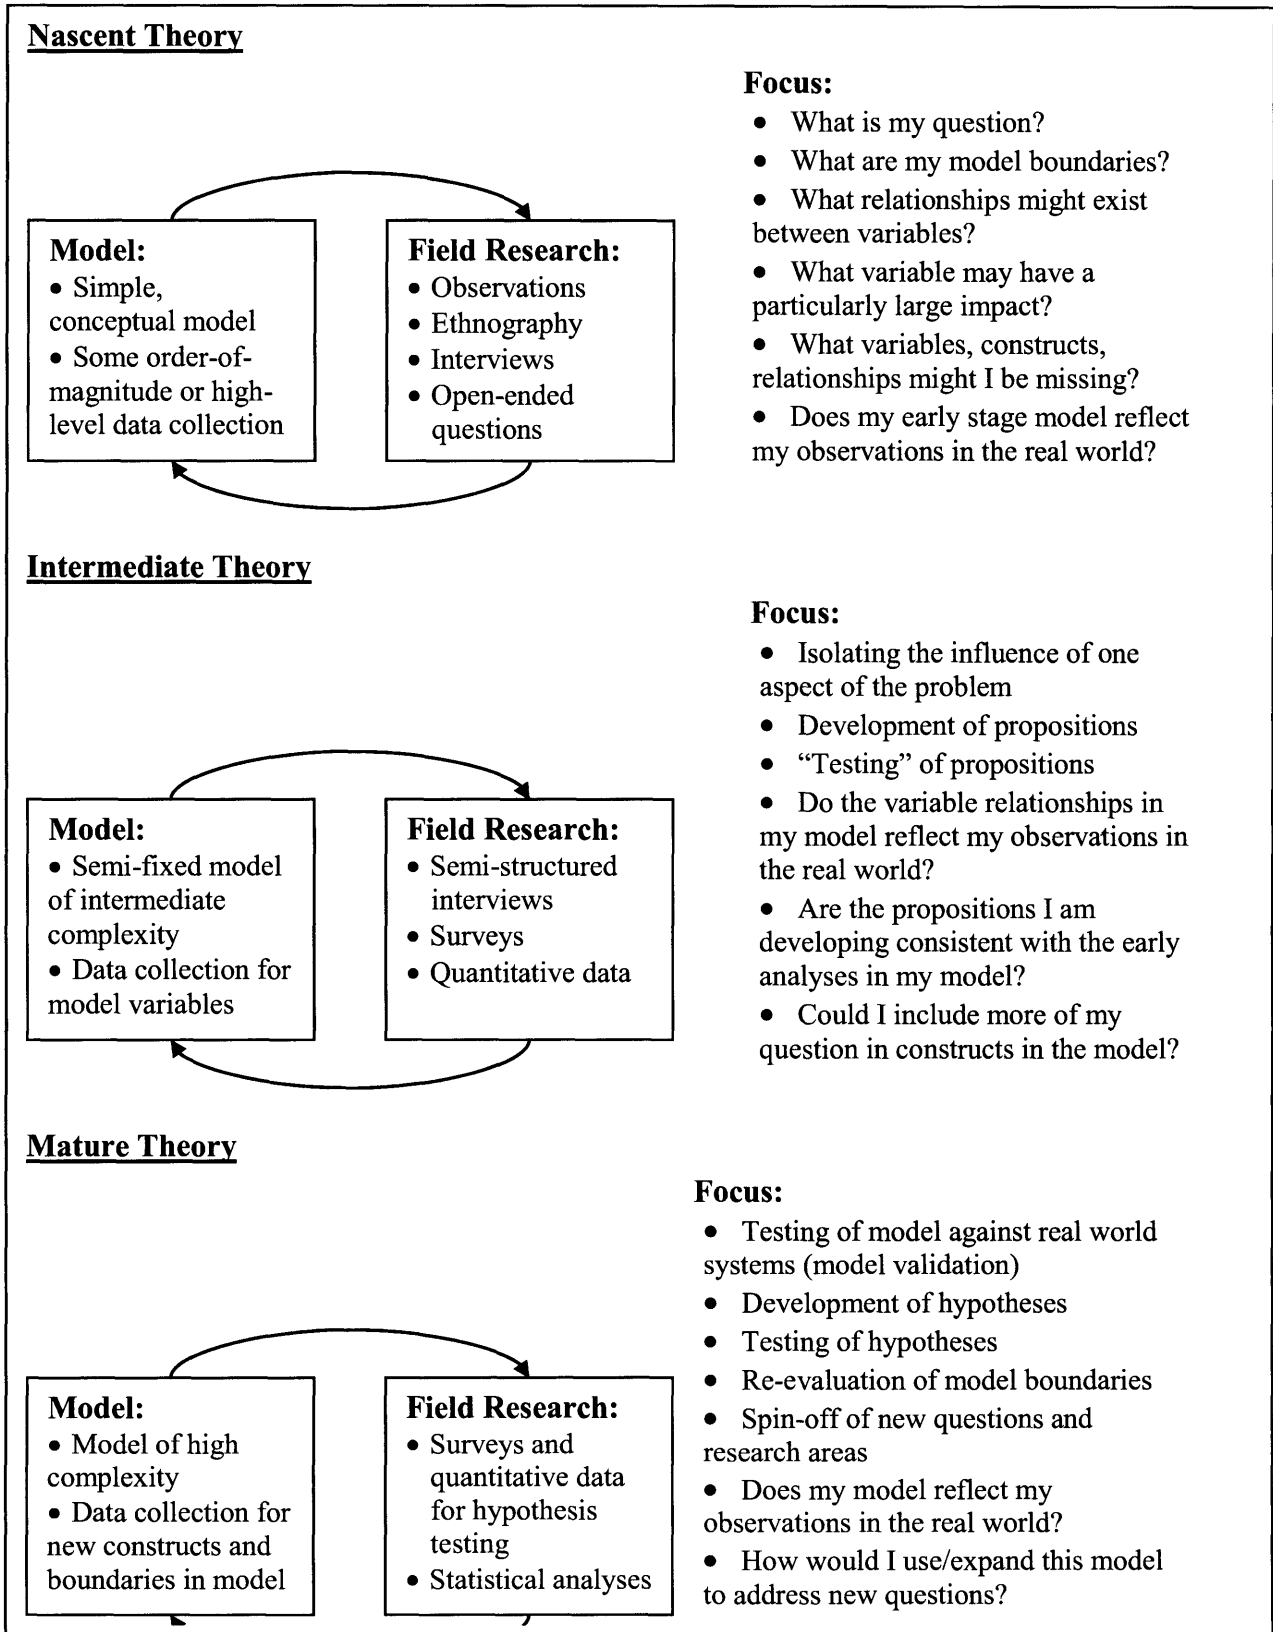 Nascent Theory
Focus:
• What is my question?
• What are my model boundaries?
• What relationships might exist
between variables?
• What variable may have a
particularly large impact?
• What variables, constructs,
relationships might I be missing?
• Does my early stage model reflect
my observations in the real world?
Model:
• Simple,
conceptual model
• Some order-of-
magnitude or high-
level data collection
Field Research:
• Observations
• Ethnography
• Interviews
• Open-ended
questions
Intermediate Theory
Focus:
• Isolating the influence of one
aspect of the problem
• Development of propositions
• “Testing” of propositions
• Do the variable relationships in
my model reflect my observations in
the real world?
• Are the propositions I am
developing consistent with the early
analyses in my model?
• Could I include more of my
question in constructs in the model?
Model:
• Semi-fixed model
of intermediate
complexity
• Data collection for
model variables
Field Research:
• Semi-structured
interviews
• Surveys
• Quantitative data
Mature Theory
Focus:
• Testing of model against real world
systems (model validation)
• Development of hypotheses
• Testing of hypotheses
• Re-evaluation of model boundaries
• Spin-off of new questions and
research areas
• Does my model reflect my
observations in the real world?
• How would I use/expand this model
to address new questions?
Model:
• Model of high
complexity
• Data collection for
new constructs and
boundaries in model
Field Research:
• Surveys and
quantitative data
for hypothesis
testing
• Statistical analyses